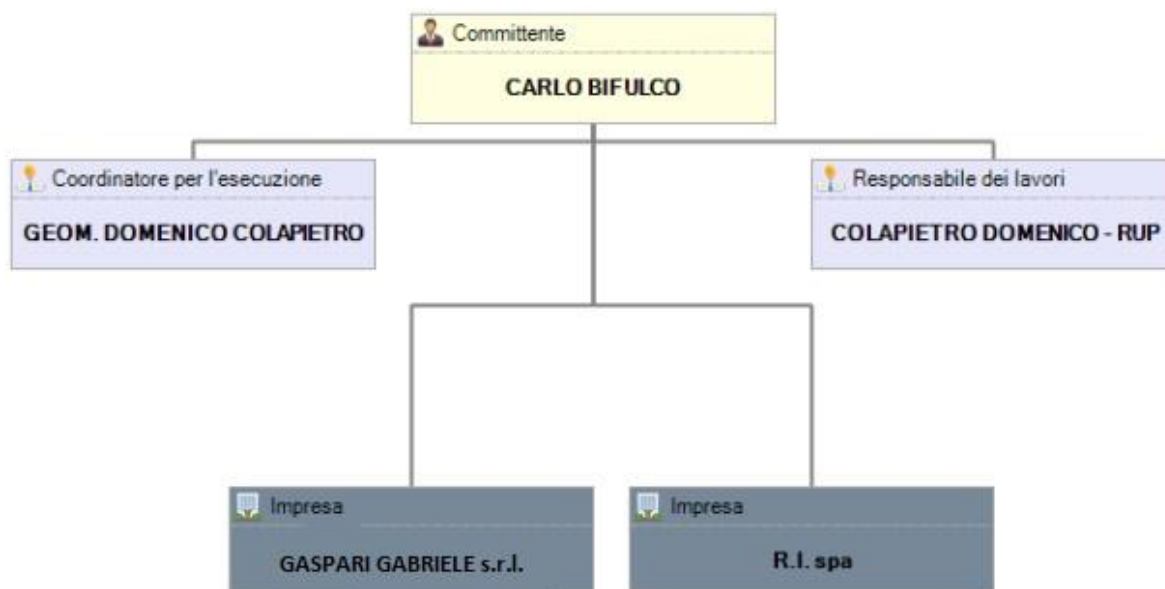 Committente
CARLO BIFULCO
Coordinatore per l'esecuzione
GEOM. DOMENICO COLAPIETRO
Responsabile dei lavori
COLAPIETRO DOMENICO - RUP
Impresa
GASPARI GABRIELE s.r.l.
Impresa
R.I. spa